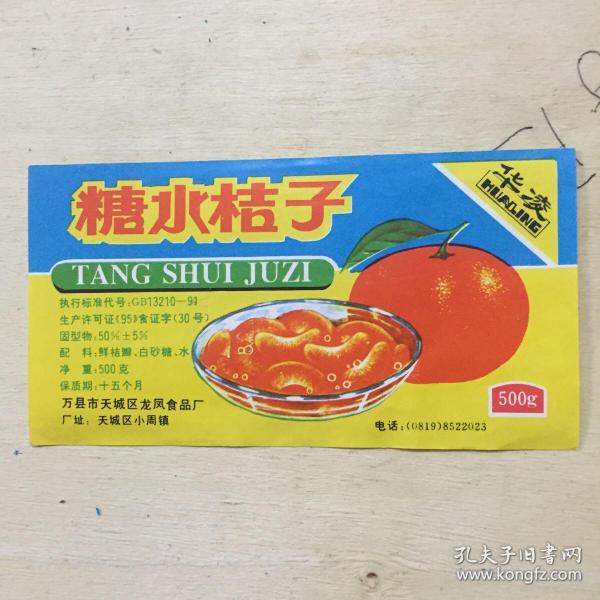 糖水桔子
华凌
HUALING
TANG SHUI JUZI
执行标准代号:GB13210-91
生产许可证(95)食证字(30号)
固型物:50%±5%
配 料:鲜桔瓣、白砂糖、水
净 重:500克
保质期:十五个月
万县市天城区龙凤食品厂
厂址: 天城区小周镇
500g
电话:(0819)8522023
孔夫子旧書网
www.kongfz.com